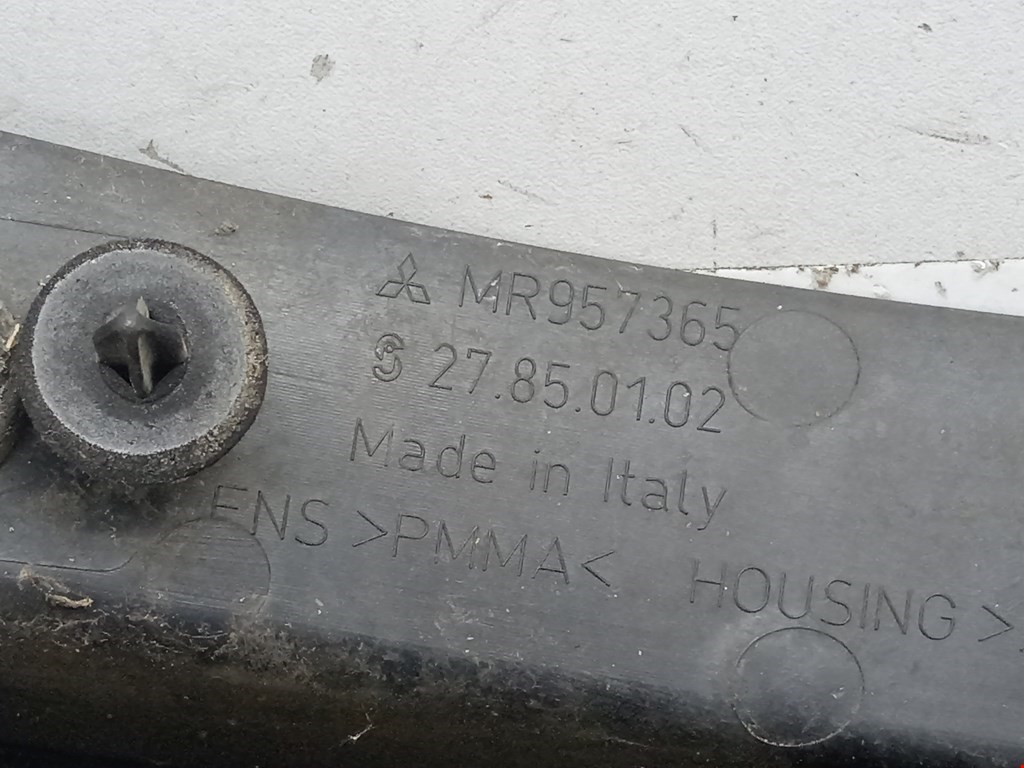 MR957365
27.85.01.02
Made in Italy
ENS >PMMA< HOUSING >